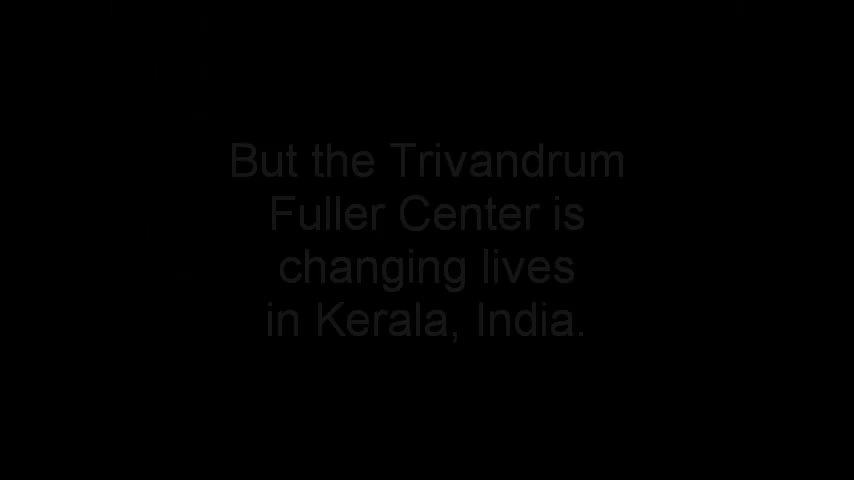 But the Trivandrum
Fuller Center is
changing lives
in Kerala, India.